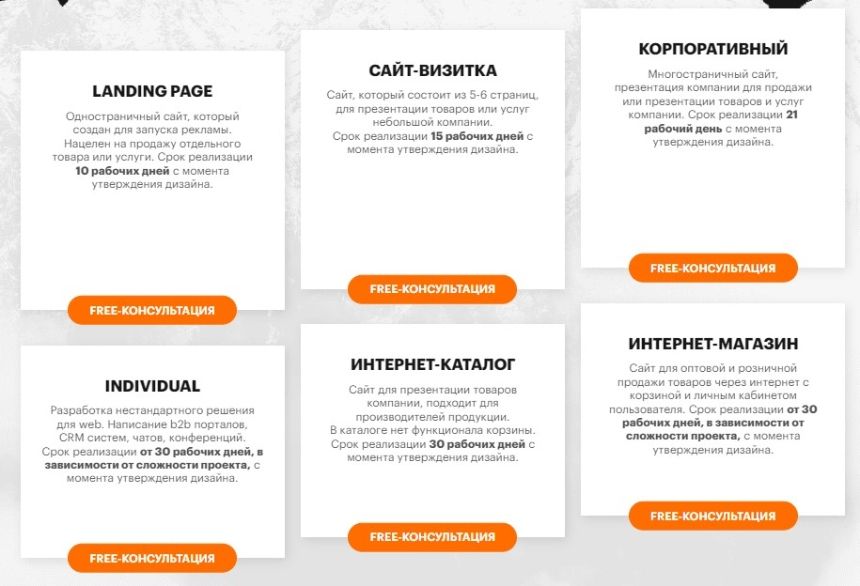 LANDING PAGE
Одностраничный сайт, который
создан для запуска рекламы.
Нацелен на продажу отдельного
товара или услуги. Срок реализации
10 рабочих дней с момента
утверждения дизайна.
FREE-КОНСУЛЬТАЦИЯ
САЙТ-ВИЗИТКА
Сайт, который состоит из 5-6 страниц,
для презентации товаров или услуг
небольшой компании.
Срок реализации 15 рабочих дней с
момента утверждения дизайна.
FREE-КОНСУЛЬТАЦИЯ
КОРПОРАТИВНЫЙ
Многостраничный сайт,
презентация компании для продажи
или презентации товаров и услуг
компании. Срок реализации 21
рабочий день с момента
утверждения дизайна.
FREE-КОНСУЛЬТАЦИЯ
INDIVIDUAL
Разработка нестандартного решения
для web. Написание b2b порталов,
CRM систем, чатов, конференций.
Срок реализации от 30 рабочих дней, в
зависимости от сложности проекта, с
момента утверждения дизайна.
FREE-КОНСУЛЬТАЦИЯ
ИНТЕРНЕТ-КАТАЛОГ
Сайт для презентации товаров
компании, подходит для
производителей продукции.
В каталоге нет функционала корзины.
Срок реализации 30 рабочих дней с
момента утверждения дизайна.
FREE-КОНСУЛЬТАЦИЯ
ИНТЕРНЕТ-МАГАЗИН
Сайт для оптовой и розничной
продажи товаров через интернет с
корзиной и личным кабинетом
пользователя. Срок реализации от 30
рабочих дней, в зависимости от
сложности проекта, с момента
утверждения дизайна.
FREE-КОНСУЛЬТАЦИЯ